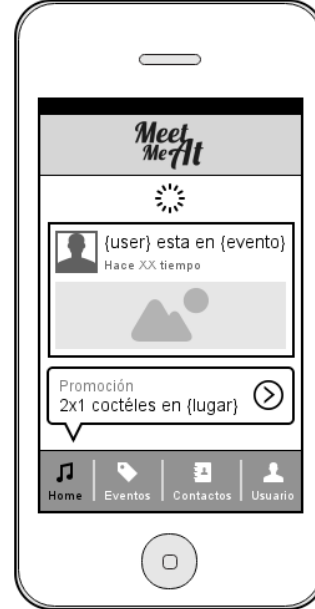 Meet
Me At
{user} esta en {evento}
Hace XX tiempo
Promoción
2x1 coctéles en {lugar}
Home Eventos Contactos Usuario